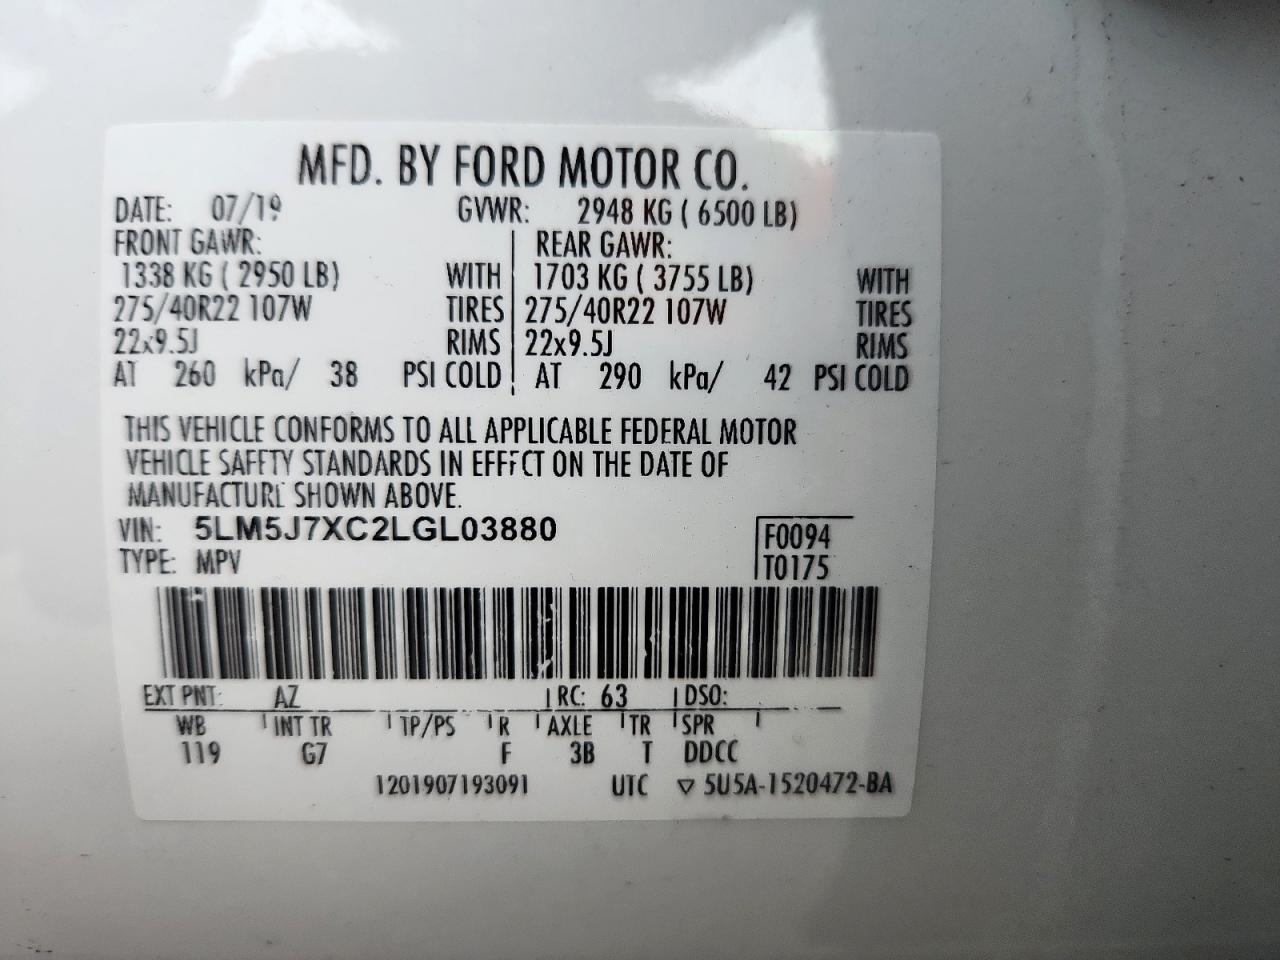 MFD. BY FORD MOTOR CO.
DATE: 07/19 GVWR: 2948 KG ( 6500 LB)
FRONT GAWR: REAR GAWR:
1338 KG ( 2950 LB) WITH 1703 KG ( 3755 LB) WITH
275/40R22 107W TIRES 275/40R22 107W TIRES
22x9.5J RIMS 22x9.5J RIMS
AT 260 kPa/ 38 PSI COLD AT 290 kPa/ 42 PSI COLD
THIS VEHICLE CONFORMS TO ALL APPLICABLE FEDERAL MOTOR
VEHICLE SAFETY STANDARDS IN EFFECT ON THE DATE OF
MANUFACTURE SHOWN ABOVE.
VIN: 5LM5J7XC2LGL03880 F0094
TYPE: MPV T0175
EXT PNT: AZ RC: 63 DSO:
WB INT TR TP/PS R AXLE TR SPR
119 G7 F 3B T DDCC
1201907193091 UTC ▽ 5U5A-1520472-BA